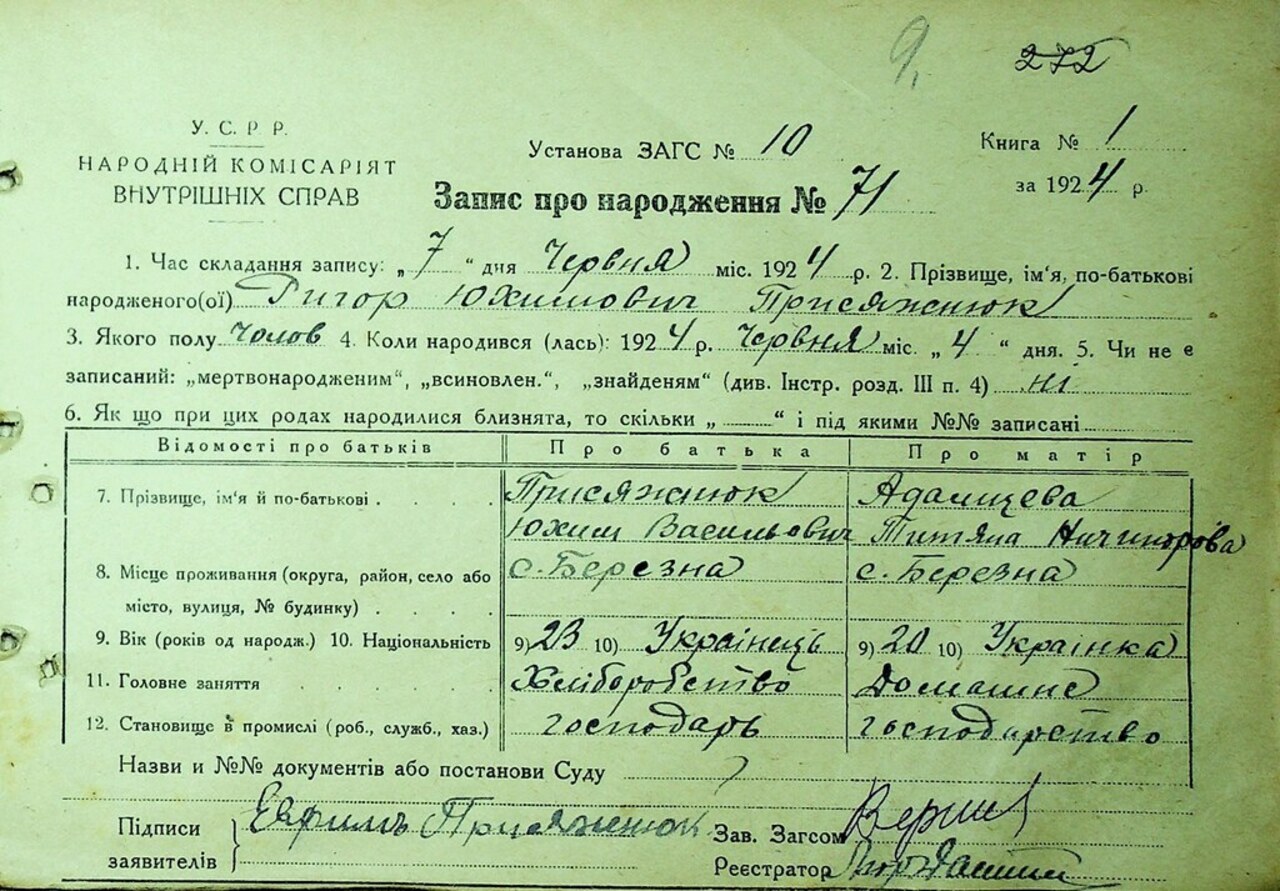 9,
272
У. С. Р Р.
НАРОДНІЙ КОМІСАРІЯТ
ВНУТРІШНІХ СПРАВ
Установа ЗАГС № 10
Книга № 1
за 1924 р.
Запис про народження № 71
1. Час складання запису: „7“ дня Червня міс. 1924 р. 2. Прізвище, ім'я, по-батькові
народженого(ої) Ригор Юхимович Присяжнюк
3. Якого полу чолов 4. Коли народився (лась): 1924 р. Червня міс. „4“ дня. 5. Чи не є
записаний: „мертвонародженим“, „всиновлен.“, „знайденям“ (див. Інстр. розд. III п. 4) ні
6. Як що при цих родах народилися близнята, то скільки „ “ і під якими №№ записані
Відомості про батьків Про батька Про матір
7. Прізвище, ім'я й по-батькові Присяжнюк Адамцева
Юхим Васильович Титяна Ничипорова
8. Місце проживання (округа, район, село або с. Березна с. Березна
місто, вулиця, № будинку)
9. Вік (років од народж.) 10. Національність 9) 23 10) Украінець 9) 20 10) Украінка
11. Головне заняття Хліборобство Домашнє
12. Становище в промислі (роб., служб., хаз.) господарь господарство
Назви и №№ документів або постанови Суду
Підписи
заявителів
Евфимъ Присяжнюк
Зав. Загсом
Реєстратор